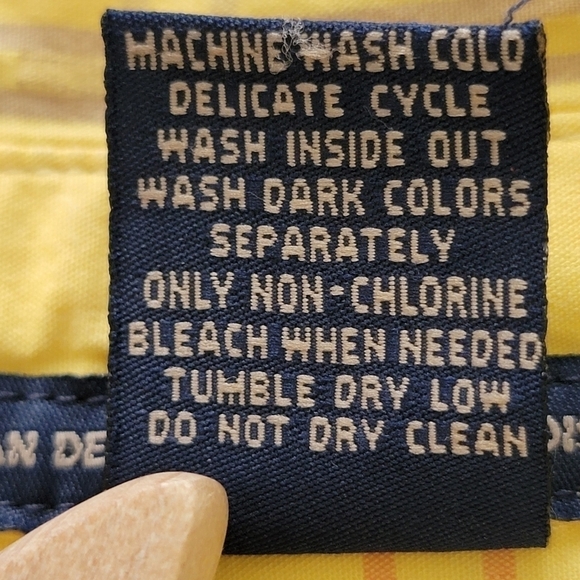 MACHINE WASH COLD
DELICATE CYCLE
WASH INSIDE OUT
WASH DARK COLORS
SEPARATELY
ONLY NON-CHLORINE
BLEACH WHEN NEEDED
TUMBLE DRY LOW
DO NOT DRY CLEAN